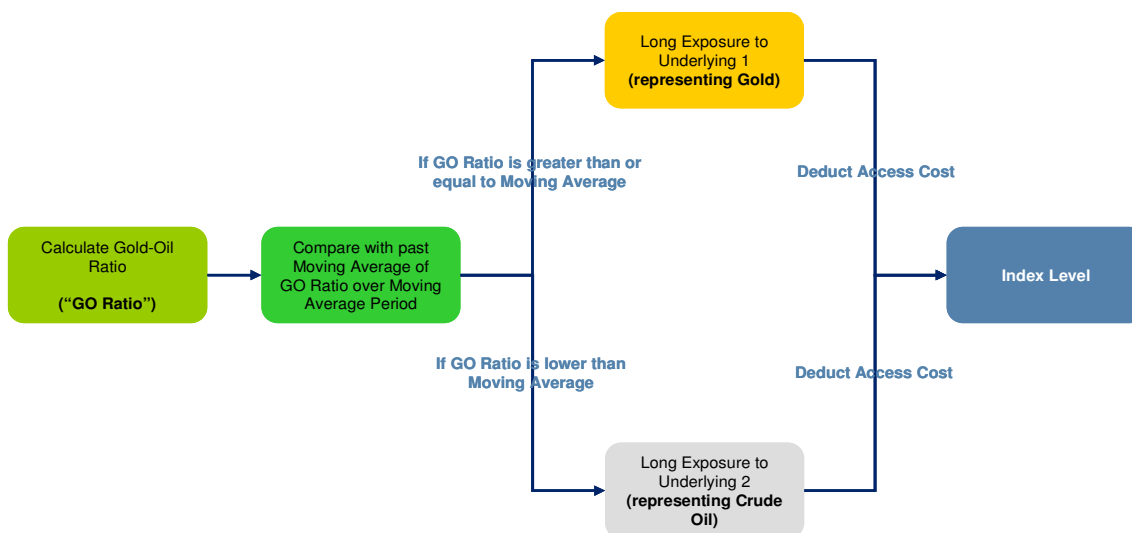 Long Exposure to
Underlying 1
(representing Gold)
If GO Ratio is greater than or
equal to Moving Average
Deduct Access Cost
Calculate Gold-Oil
Ratio
(“GO Ratio”)
Compare with past
Moving Average of
GO Ratio over Moving
Average Period
Index Level
If GO Ratio is lower than
Moving Average
Deduct Access Cost
Long Exposure to
Underlying 2
(representing Crude
Oil)